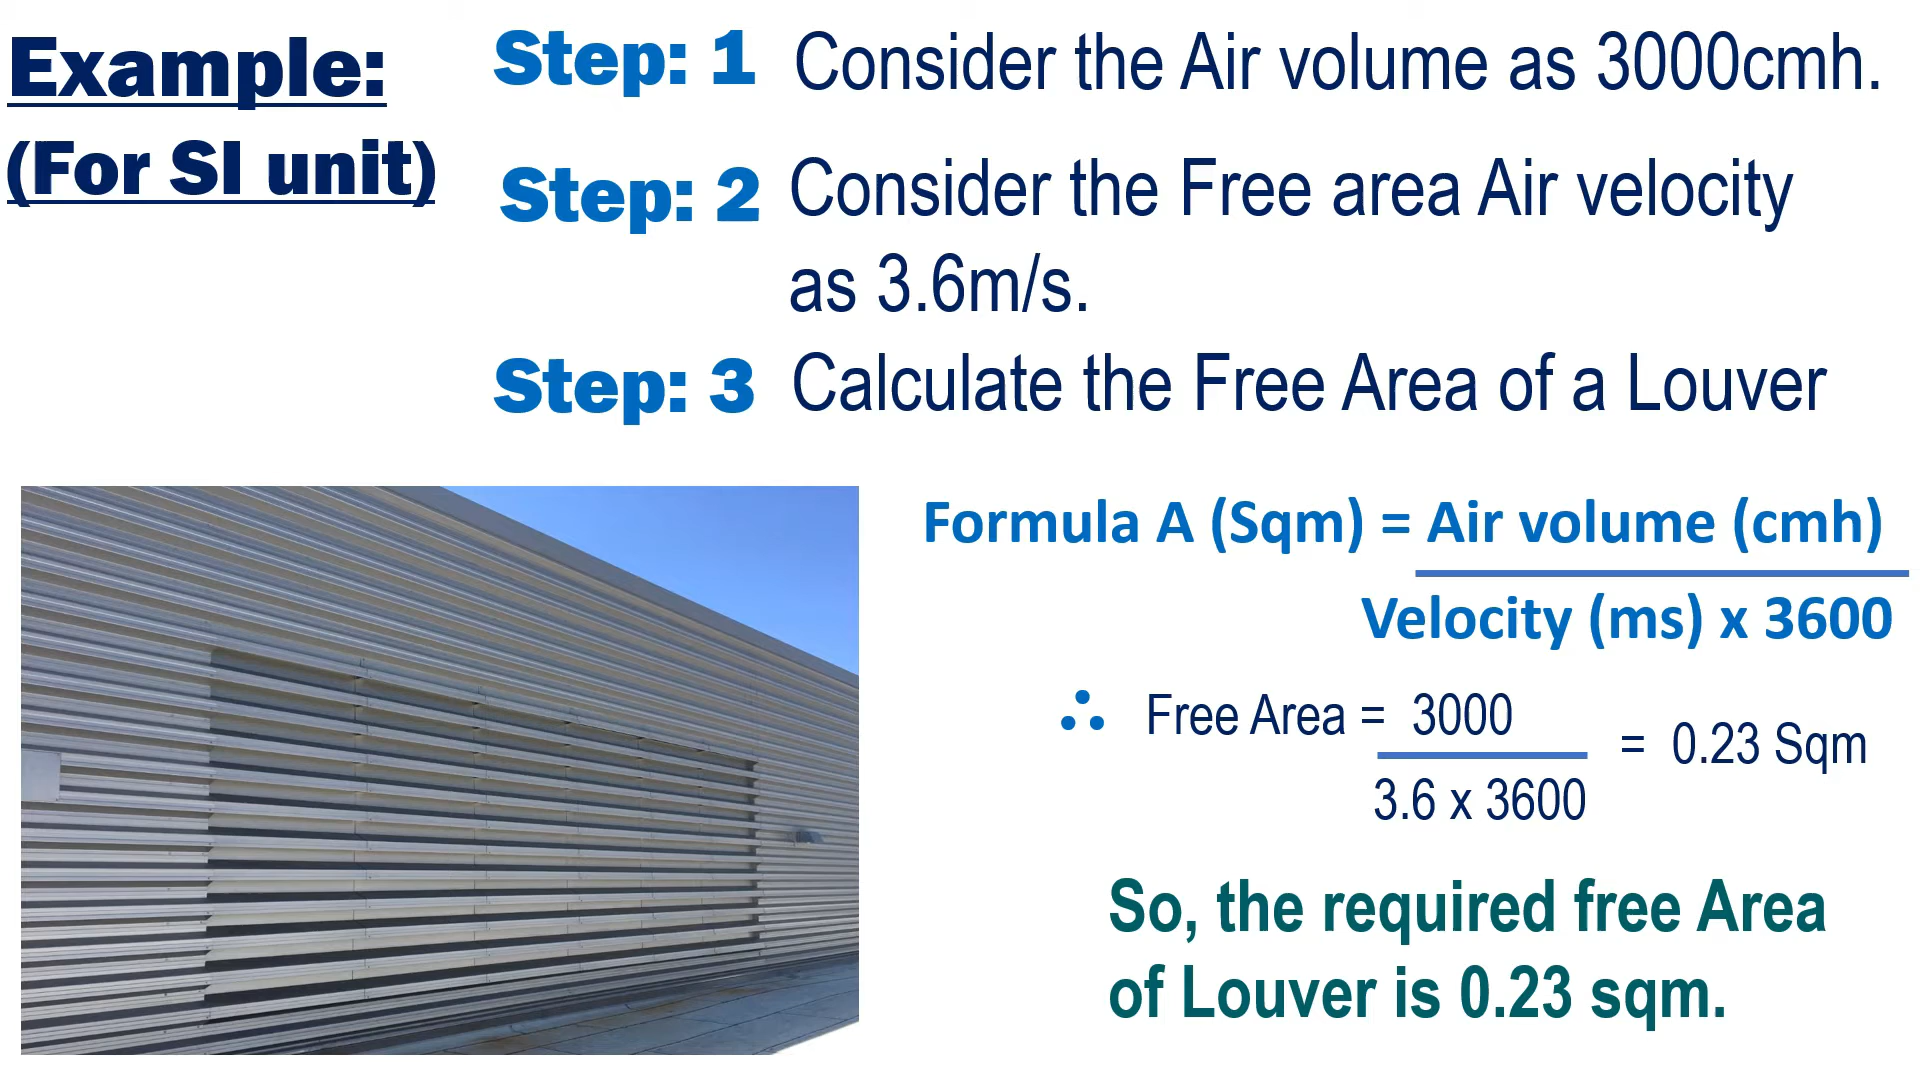 Example:
(For SI unit)
Step: 1 Consider the Air volume as 3000cmh.
Step: 2 Consider the Free area Air velocity
as 3.6m/s.
Step: 3 Calculate the Free Area of a Louver
Formula A (Sqm) = Air volume (cmh)
Velocity (ms) x 3600
∴ Free Area = 3000
= 0.23 Sqm
3.6 x 3600
So, the required free Area
of Louver is 0.23 sqm.